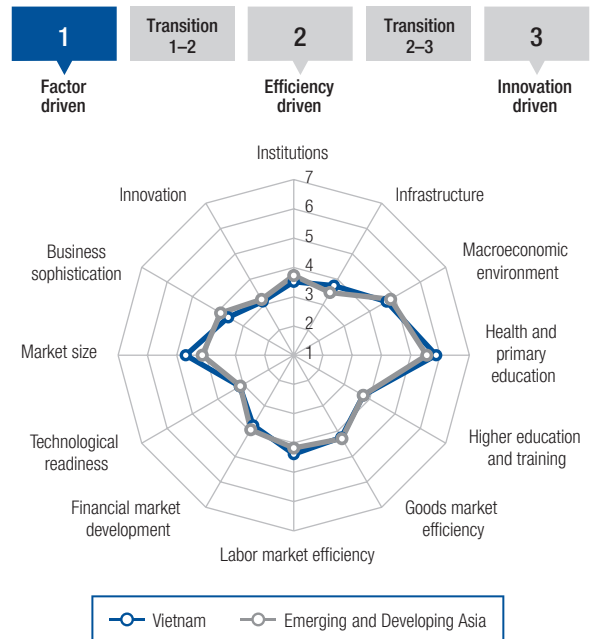 1
Transition
1–2
2
Transition
2–3
3
Factor
driven
Efficiency
driven
Innovation
driven
Institutions
7
Innovation
Infrastructure
6
5
Business
sophistication
Macroeconomic
environment
4
3
Market size
2
1
Health and
primary
education
Technological
readiness
Higher education
and training
Financial market
development
Goods market
efficiency
Labor market efficiency
Vietnam
Emerging and Developing Asia